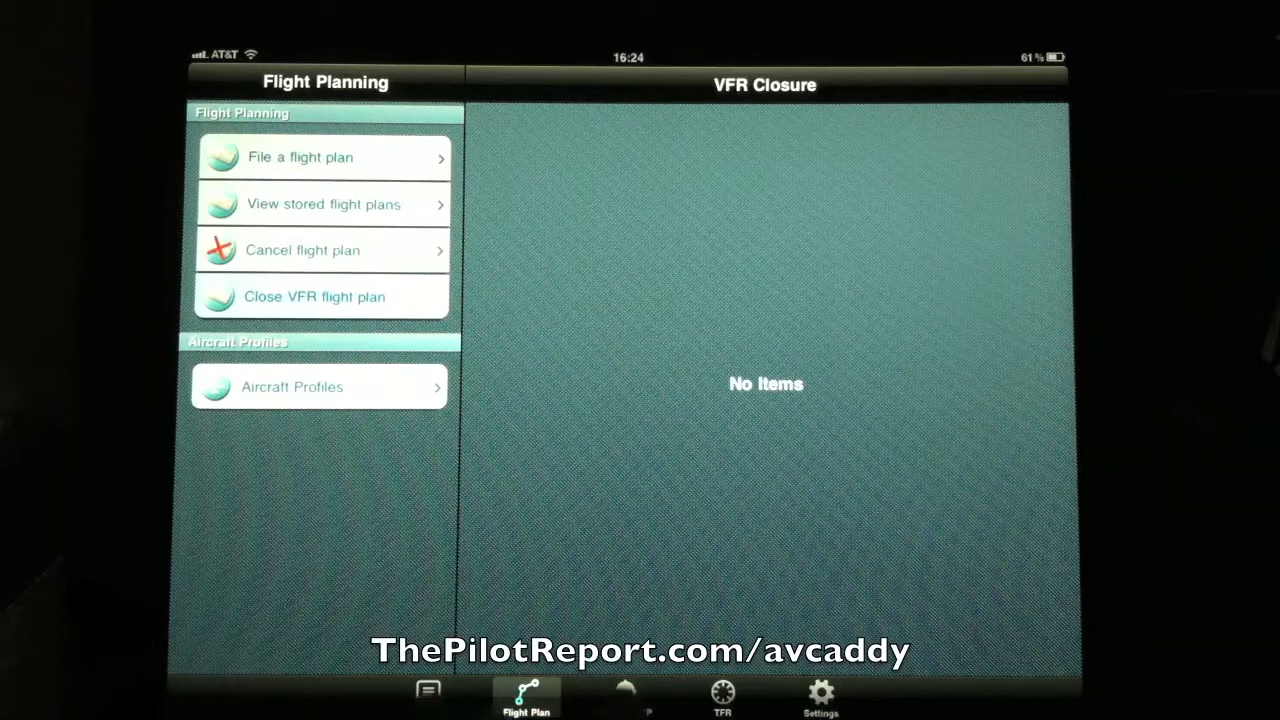 AT&T
16:24
61%
Flight Planning
VFR Closure
Flight Planning
File a flight plan
View stored flight plans
Cancel flight plan
Close VFR flight plan
Aircraft Profiles
Aircraft Profiles
No Items
ThePilotReport.com/avcaddy
Flight Plan
TFR
Settings